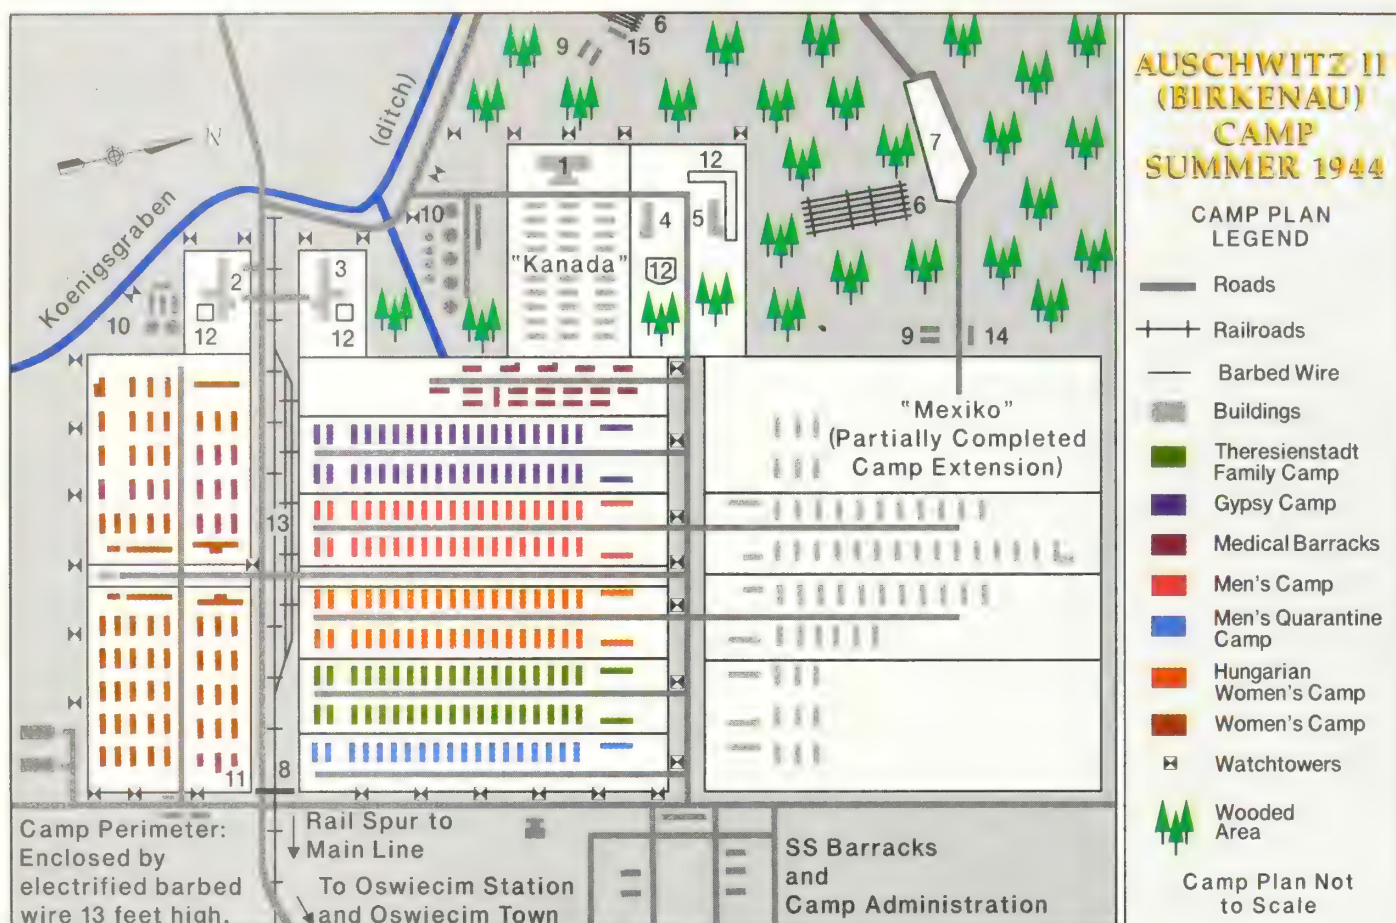 AUSCHWITZ II
(BIRKENAU)
CAMP
SUMMER 1944
CAMP PLAN
LEGEND
Roads
Railroads
Barbed Wire
Buildings
Theresienstadt
Family Camp
Gypsy Camp
Medical Barracks
Men's Camp
Men's Quarantine
Camp
Hungarian
Women's Camp
Women's Camp
Watchtowers
Wooded
Area
Camp Plan Not
to Scale
N
Koenigsgraben
(ditch)
6
15
9
7
1
12
10
4
5
6
"Kanada"
12
2
3
10
12
12
9
14
"Mexiko"
(Partially Completed
Camp Extension)
13
11
8
Camp Perimeter:
Enclosed by
electrified barbed
wire 13 feet high.
Rail Spur to
Main Line
To Oswiecim Station
and Oswiecim Town
SS Barracks
and
Camp Administration